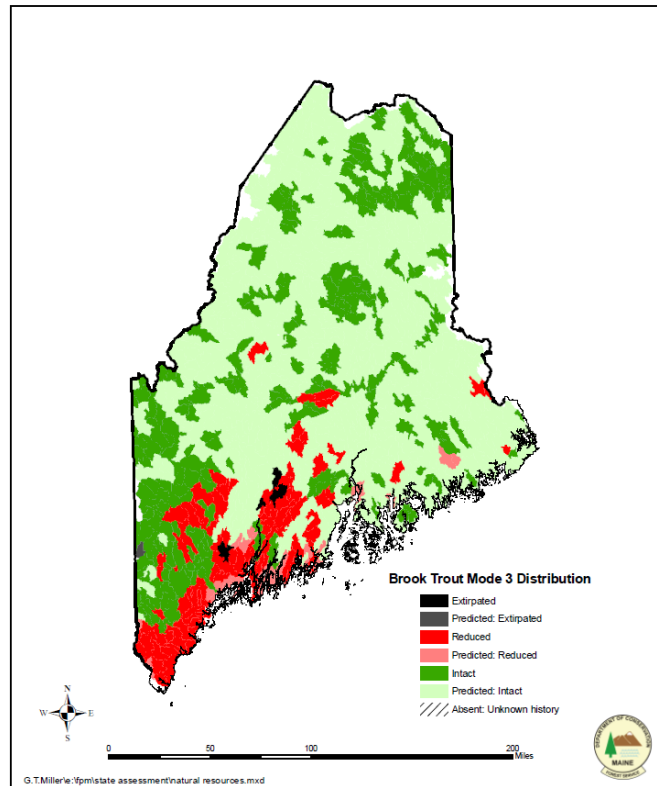 Brook Trout Mode 3 Distribution
Extirpated
Predicted: Extirpated
Reduced
Predicted: Reduced
Intact
Predicted: Intact
Absent: Unknown history
N
W E
S
0 50 100 200
Miles
DEPARTMENT OF CONSERVATION
MAINE
FOREST SERVICE
G.T.Miller\e:\fpm\state assessment\natural resources.mxd